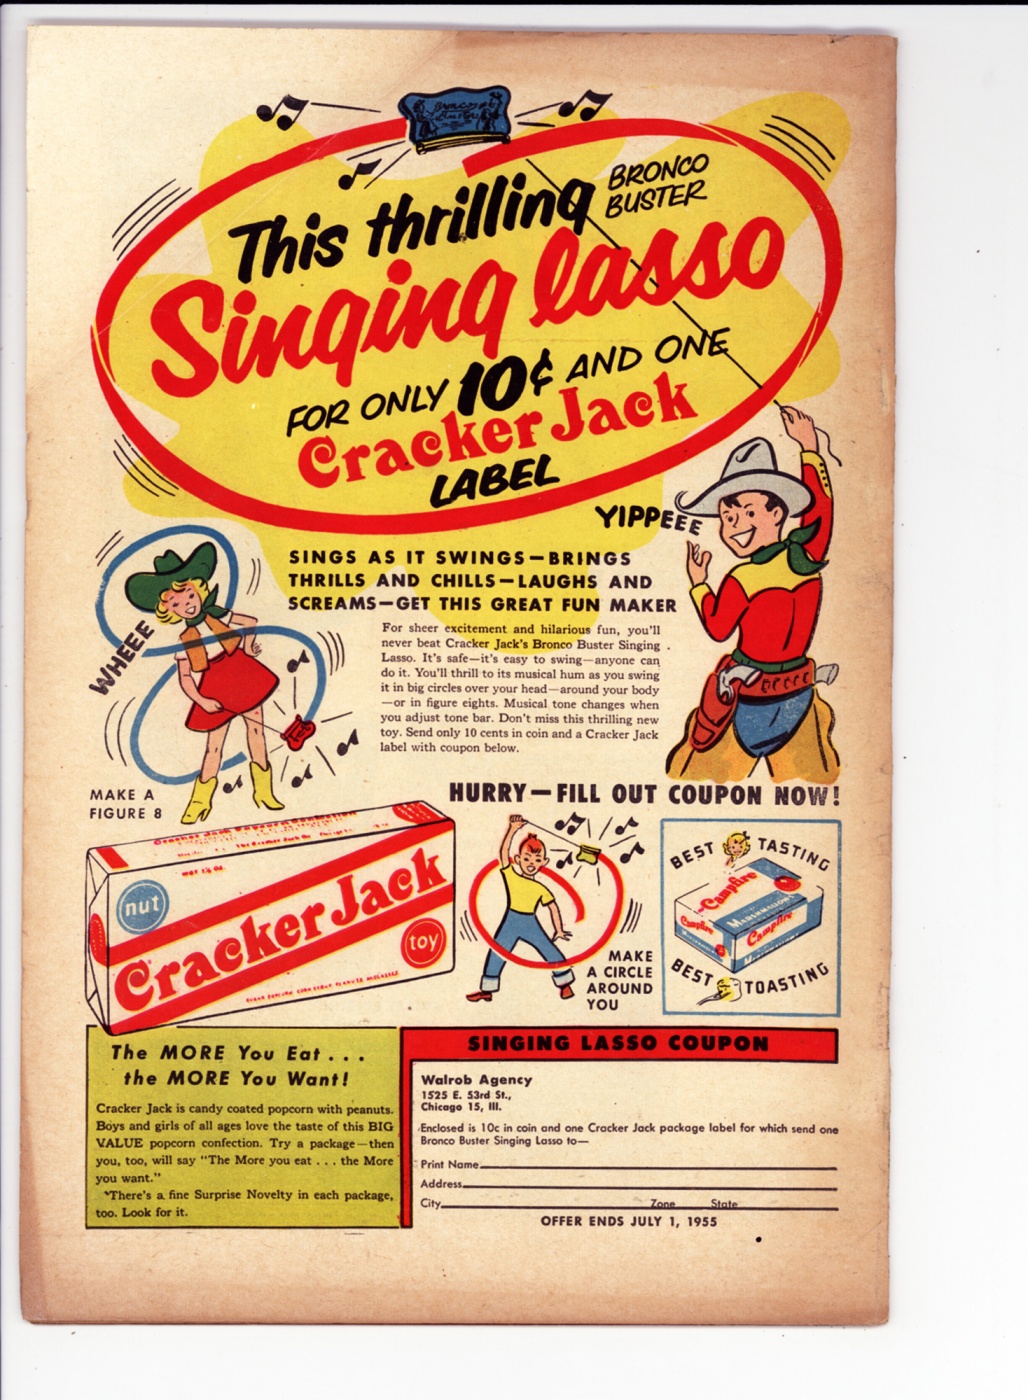 Bronco
Buster
This thrilling
BRONCO
BUSTER
Singing lasso
FOR ONLY 10¢ AND ONE
Cracker Jack
LABEL
YIPPEEE
SINGS AS IT SWINGS—BRINGS
THRILLS AND CHILLS—LAUGHS AND
SCREAMS—GET THIS GREAT FUN MAKER
WHEEE
For sheer excitement and hilarious fun, you'll
never beat Cracker Jack's Bronco Buster Singing
Lasso. It's safe—it's easy to swing—anyone can
do it. You'll thrill to its musical hum as you swing
it in big circles over your head—around your body
—or in figure eights. Musical tone changes when
you adjust tone bar. Don't miss this thrilling new
toy. Send only 10 cents in coin and a Cracker Jack
label with coupon below.
MAKE A
FIGURE 8
HURRY—FILL OUT COUPON NOW!
Cracker Jack Popcorn Confection
nut
Cracker Jack
toy
MAKE
A CIRCLE
AROUND
YOU
BEST TASTING
Campfire
MARSHMALLOWS
Campfire
Campfire
BEST TOASTING
The MORE You Eat . . .
the MORE You Want!
Cracker Jack is candy coated popcorn with peanuts.
Boys and girls of all ages love the taste of this BIG
VALUE popcorn confection. Try a package—then
you, too, will say "The More you eat . . . the More
you want."
There's a fine Surprise Novelty in each package,
too. Look for it.
SINGING LASSO COUPON
Walrob Agency
1525 E. 53rd St.,
Chicago 15, Ill.
Enclosed is 10c in coin and one Cracker Jack package label for which send one
Bronco Buster Singing Lasso to—
Print Name
Address
City Zone State
OFFER ENDS JULY 1, 1955